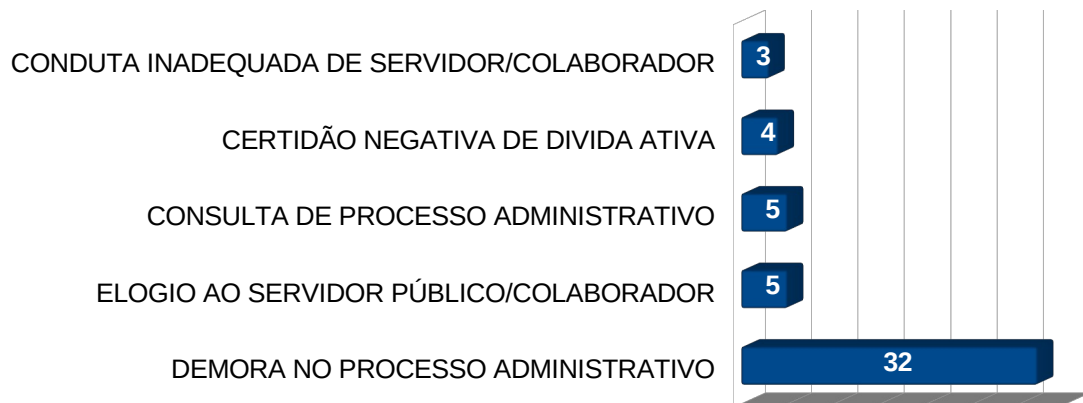 CONDUTA INADEQUADA DE SERVIDOR/COLABORADOR 3
CERTIDÃO NEGATIVA DE DIVIDA ATIVA 4
CONSULTA DE PROCESSO ADMINISTRATIVO 5
ELOGIO AO SERVIDOR PÚBLICO/COLABORADOR 5
DEMORA NO PROCESSO ADMINISTRATIVO 32